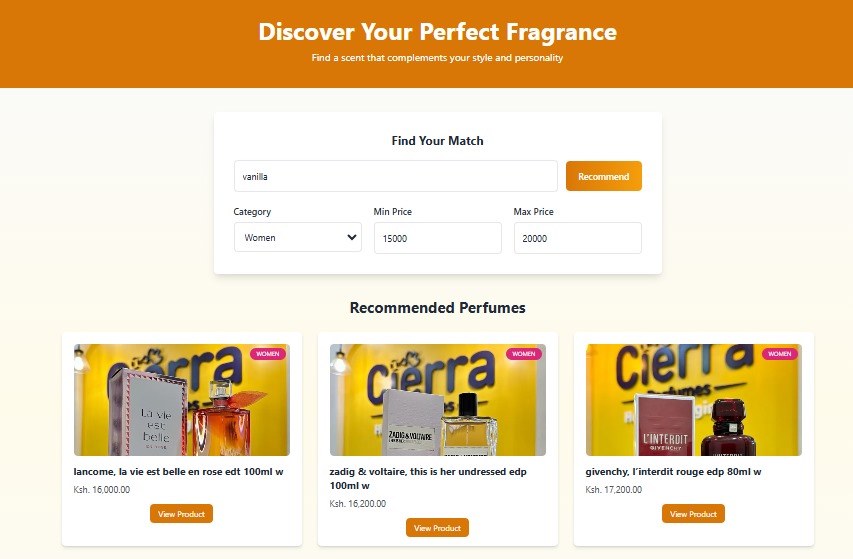 Discover Your Perfect Fragrance
Find a scent that complements your style and personality
Find Your Match
vanilla
Recommend
Category
Min Price
Max Price
Women
15000
20000
Recommended Perfumes
WOMEN
La vie
est
belle
lancome, la vie est belle en rose edt 100ml w
Ksh. 16,000.00
View Product
WOMEN
Cierra
ZADIG & VOLTAIRE
zadig & voltaire, this is her undressed edp
100ml w
Ksh. 16,200.00
View Product
WOMEN
Cierra
Perfumes
L'INTERDIT
GIVENCHY
givenchy, l'interdit rouge edp 80ml w
Ksh. 17,200.00
View Product